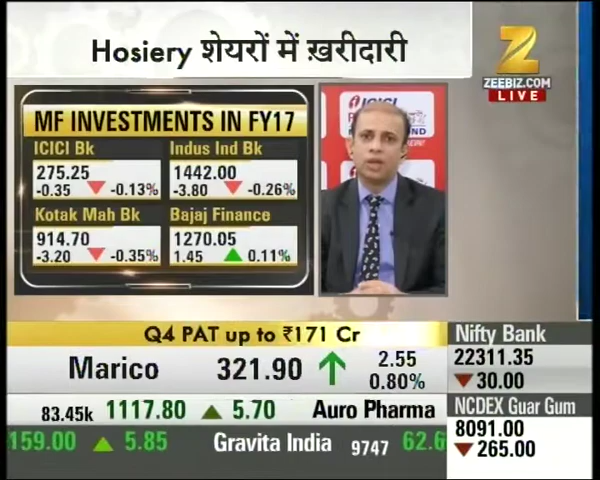 Hosiery शेयरों में ख़रीदारी
ZEEBIZ.COM
LIVE
MF INVESTMENTS IN FY17
ICICI Bk
275.25
-0.35 -0.13%
Indus Ind Bk
1442.00
-3.80 -0.26%
Kotak Mah Bk
914.70
-3.20 -0.35%
Bajaj Finance
1270.05
1.45 0.11%
ICICI
Q4 PAT up to ₹171 Cr
Marico 321.90 2.55
0.80%
Nifty Bank
22311.35
30.00
NCDEX Guar Gum
8091.00
265.00
83.45k 1117.80 5.70 Auro Pharma
159.00 5.85 Gravita India 9747 62.6